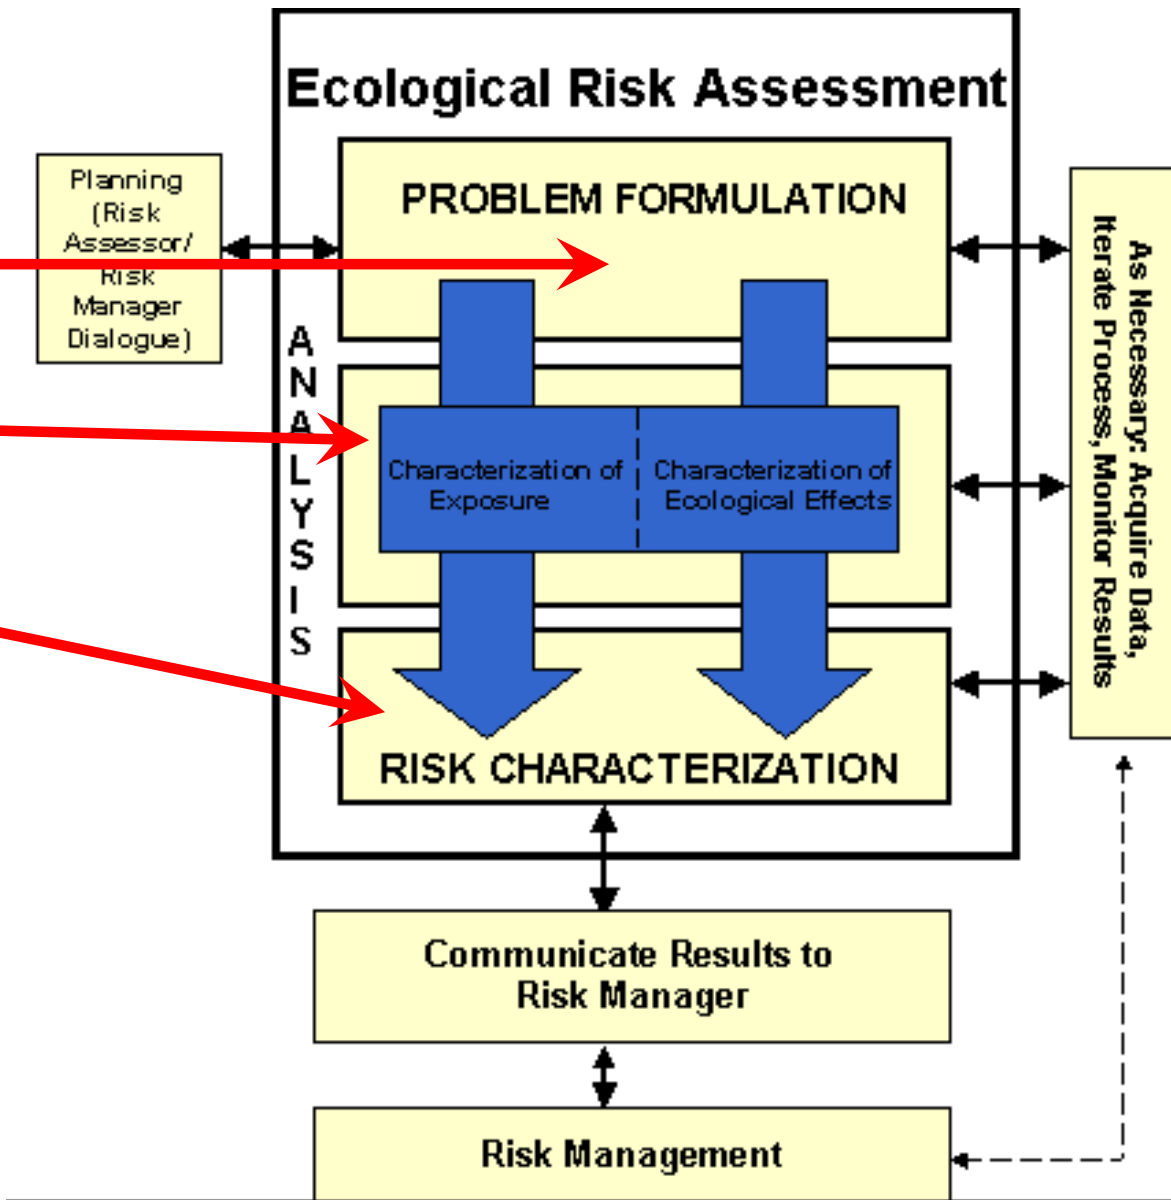 Ecological Risk Assessment
Planning
(Risk
Assessor/
Risk
Manager
Dialogue)
PROBLEM FORMULATION
ANALYSIS
Characterization of
Exposure
Characterization of
Ecological Effects
RISK CHARACTERIZATION
As Necessary: Acquire Data,
Iterate Process, Monitor Results
Communicate Results to
Risk Manager
Risk Management